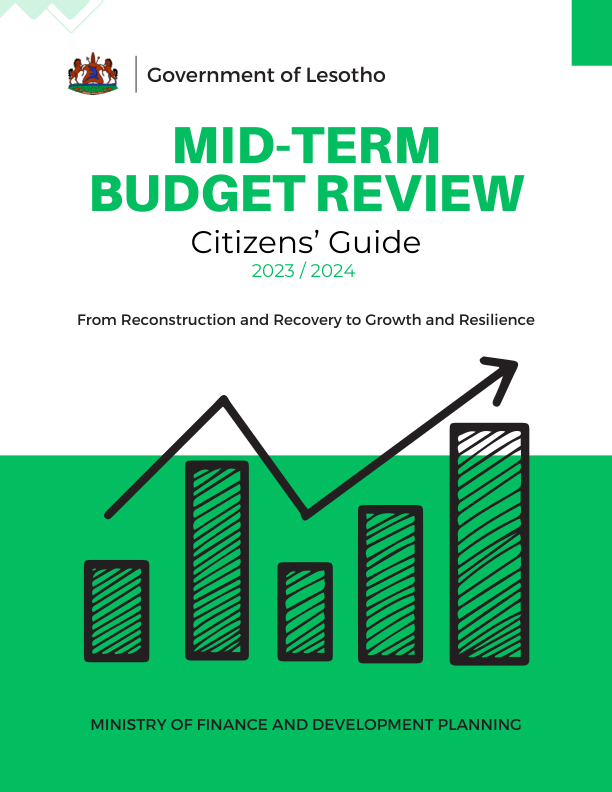 Government of Lesotho
MID-TERM
BUDGET REVIEW
Citizens’ Guide
2023 / 2024
From Reconstruction and Recovery to Growth and Resilience
MINISTRY OF FINANCE AND DEVELOPMENT PLANNING